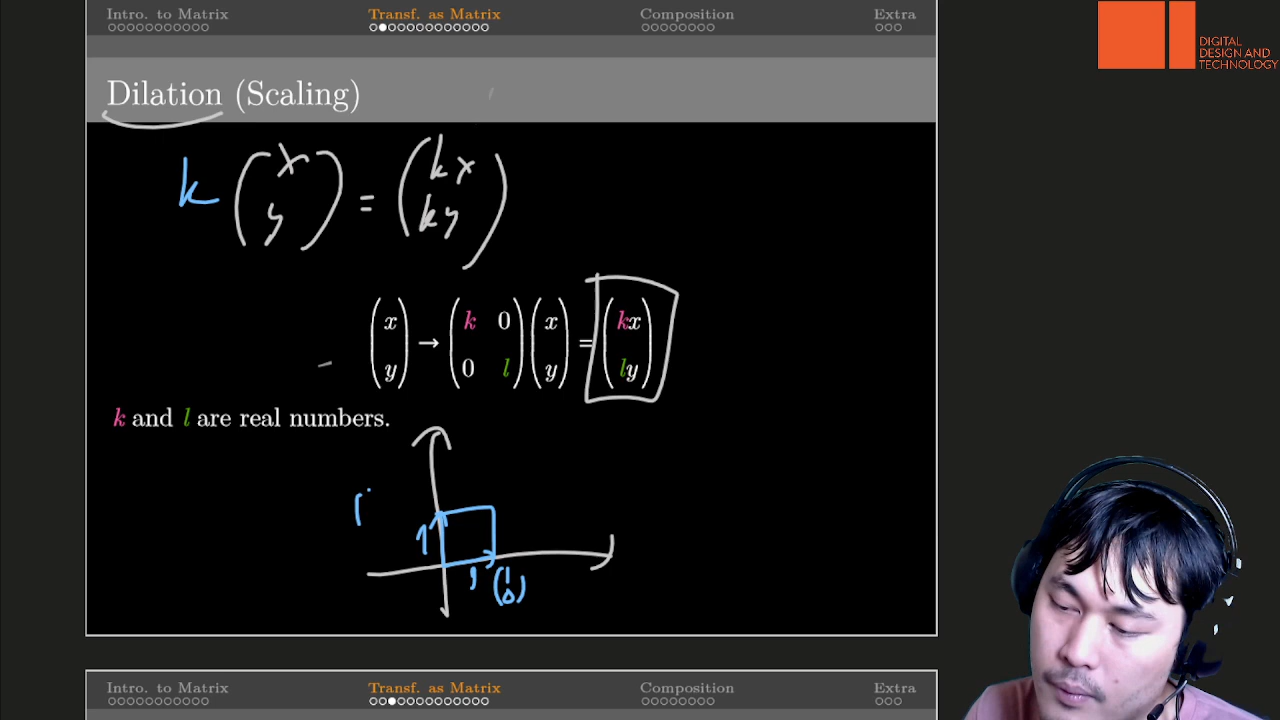 Intro. to Matrix Transf. as Matrix Composition Extra
DIGITAL
DESIGN AND
TECHNOLOGY
Dilation (Scaling)
k (x y) = (kx ky)
(x y) → (k 0 0 l) (x y) = (kx ly)
k and l are real numbers.
1
1 (1 0)
Intro. to Matrix Transf. as Matrix Composition Extra